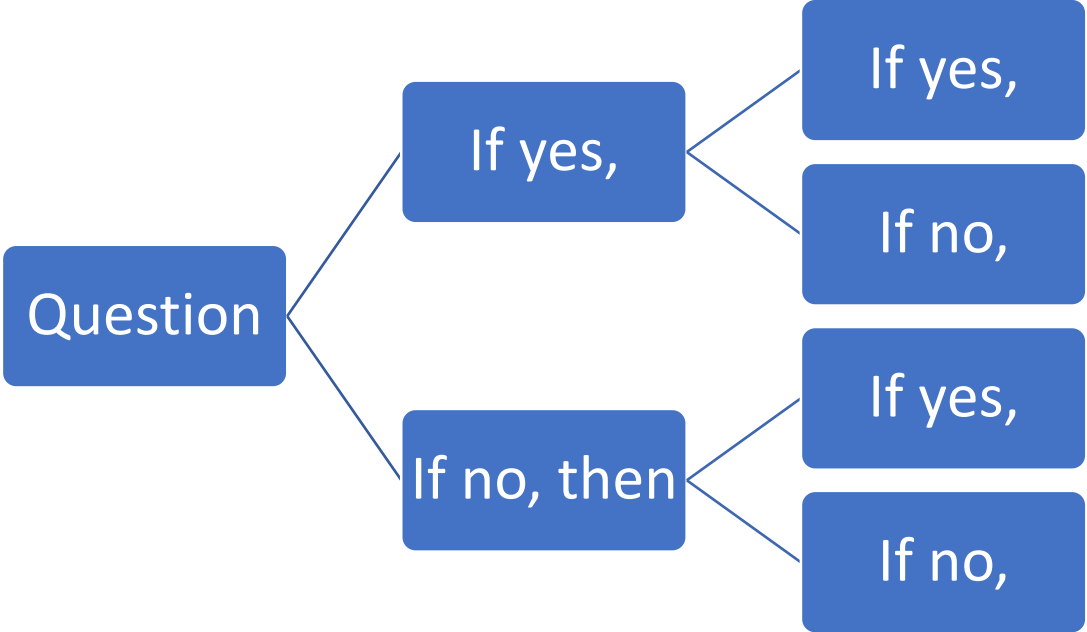 Question
If yes,
If yes,
If no,
If no, then
If yes,
If no,